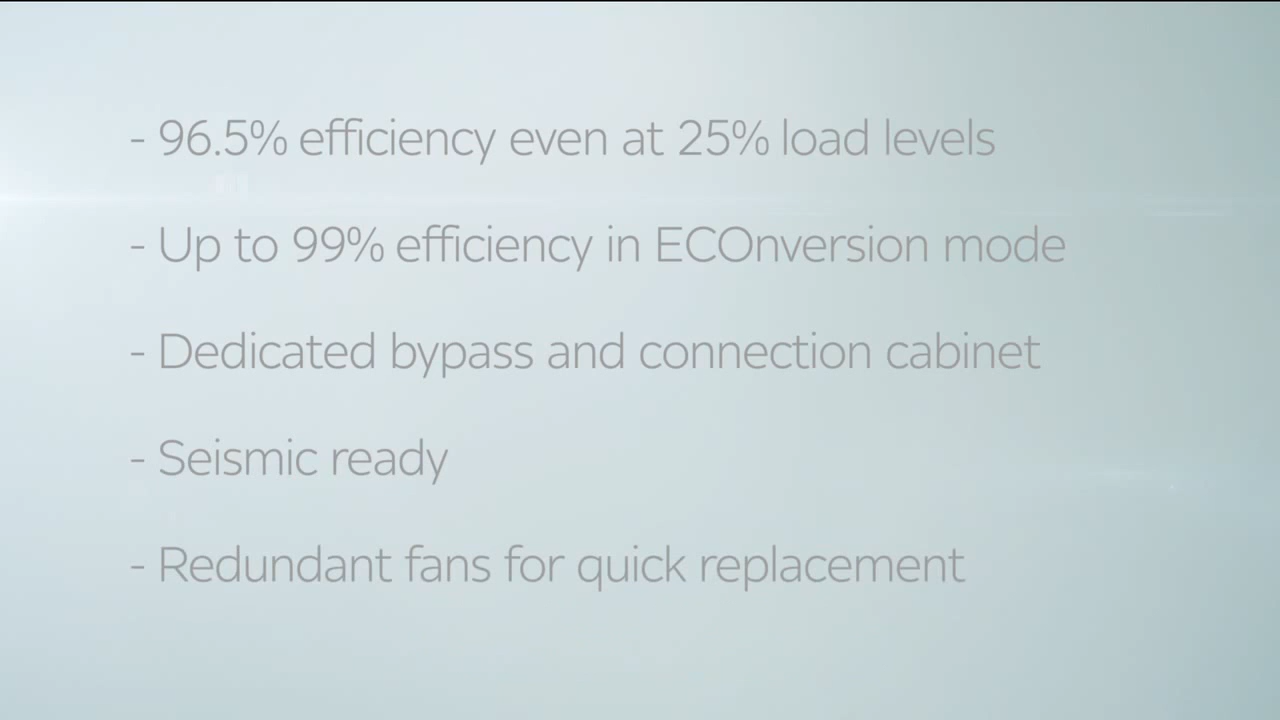 - 96.5% efficiency even at 25% load levels
- Up to 99% efficiency in ECOnversion mode
- Dedicated bypass and connection cabinet
- Seismic ready
- Redundant fans for quick replacement